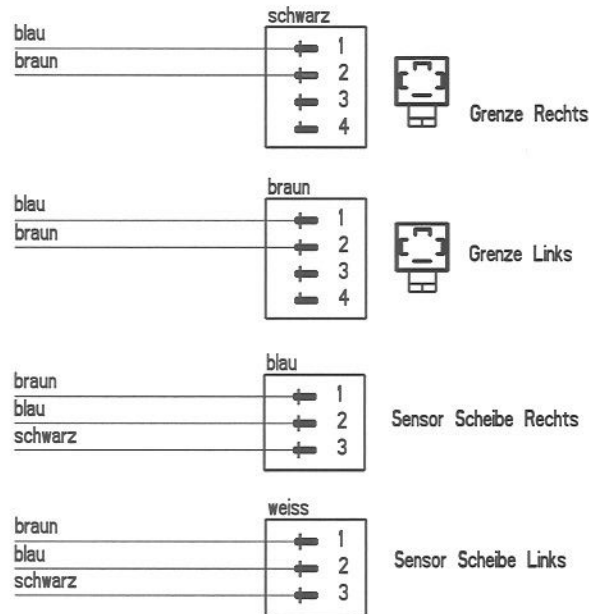 schwarz
blau
1
braun
2
3
4
Grenze Rechts
braun
blau
1
braun
2
3
4
Grenze Links
blau
braun
1
blau
2
schwarz
3
Sensor Scheibe Rechts
weiss
braun
1
blau
2
schwarz
3
Sensor Scheibe Links